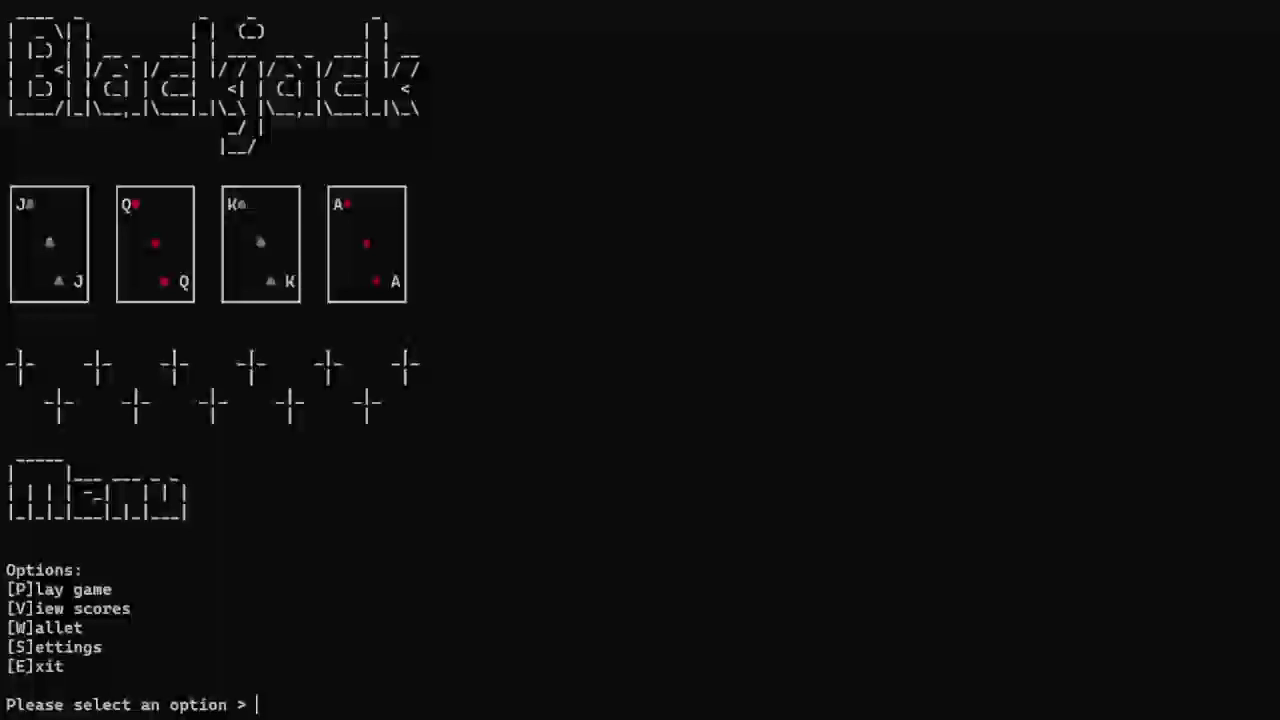 Blackjack
J Q K A
J Q K A
Menu
Options:
[P]lay game
[V]iew scores
[W]allet
[S]ettings
[E]xit
Please select an option >